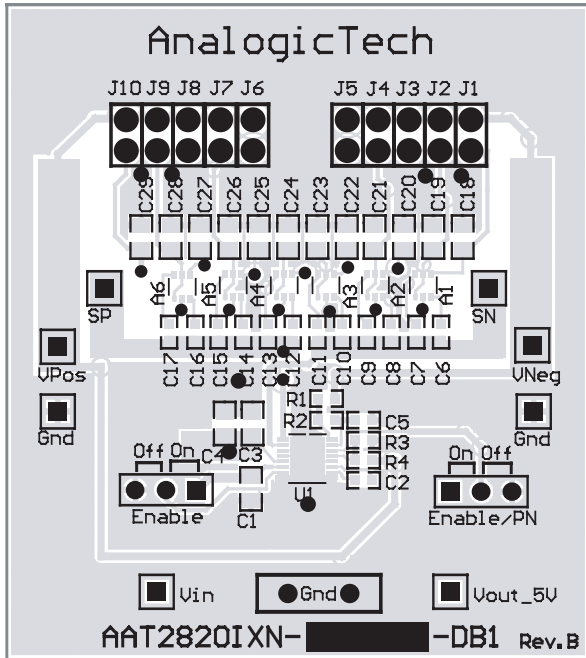 AnalogicTech
J10 J9 J8 J7 J6 J5 J4 J3 J2 J1
C29 C28 C27 C26 C25 C24 C23 C22 C21 C20 C19 C18
A6 A5 A4 A3 A2 A1
SP SN
C17 C16 C15 C14 C13 C12 C11 C10 C9 C8 C7 C6
VPos VNeg
R1
Gnd R2 C5 Gnd
C4 C3 R3
Off On R4 On Off
C2
Enable C1 U1 Enable/PN
Vin Gnd Vout_5V
AAT2820IXN- -DB1 Rev.B